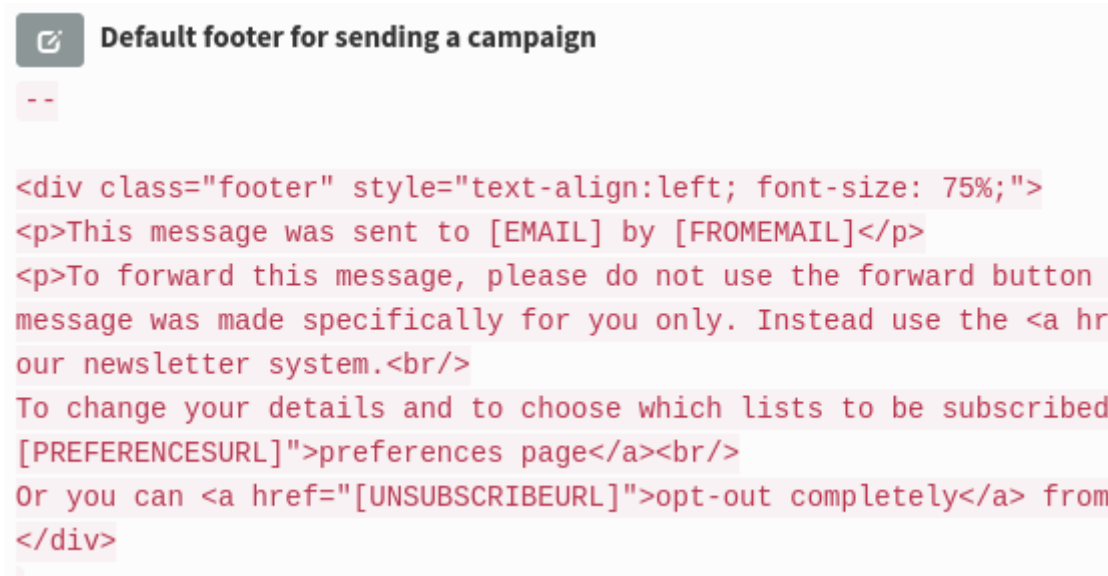 Default footer for sending a campaign
--
<div class="footer" style="text-align:left; font-size: 75%;">
<p>This message was sent to [EMAIL] by [FROMEMAIL]</p>
<p>To forward this message, please do not use the forward button
message was made specifically for you only. Instead use the <a hr
our newsletter system.<br/>
To change your details and to choose which lists to be subscribed
[PREFERENCESURL]">preferences page</a><br/>
Or you can <a href="[UNSUBSCRIBEURL]">opt-out completely</a> from
</div>